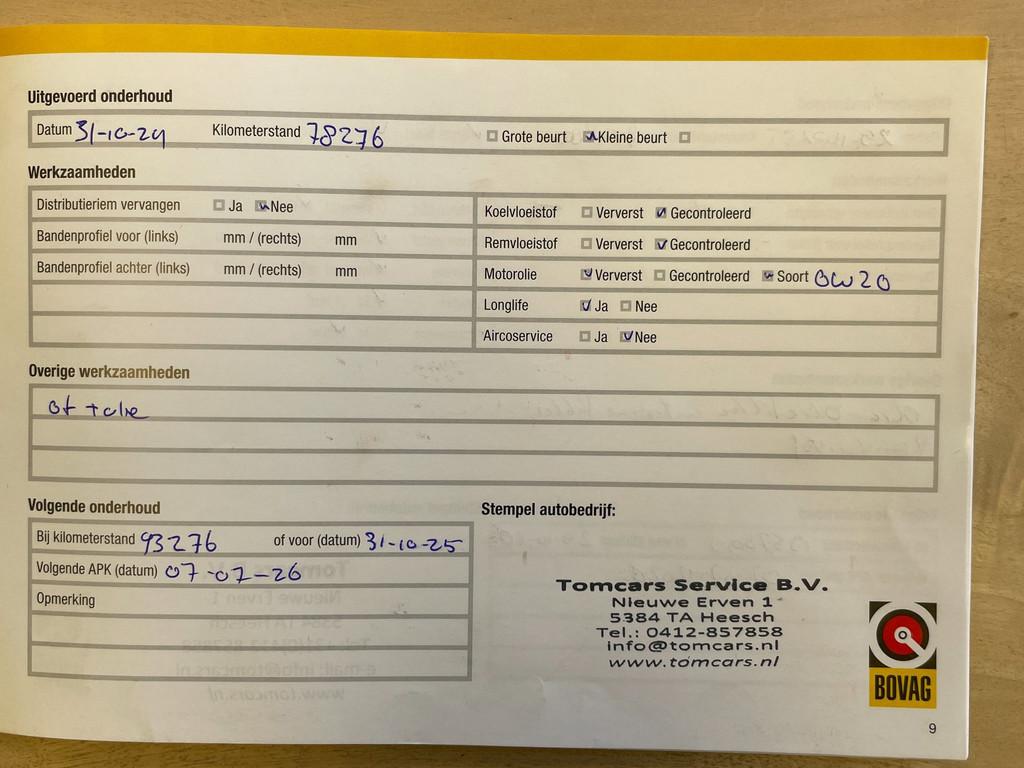 Uitgevoerd onderhoud
Datum 31-10-24 Kilometerstand 78276 Grote beurt Kleine beurt
Werkzaamheden
Distributieriem vervangen Ja Nee
Bandenprofiel voor (links) mm / (rechts) mm
Bandenprofiel achter (links) mm / (rechts) mm
Koelvloeistof Ververst Gecontroleerd
Remvloeistof Ververst Gecontroleerd
Motorolie Ververst Gecontroleerd Soort 0W20
Longlife Ja Nee
Aircoservice Ja Nee
Overige werkzaamheden
Volgende onderhoud
Bij kilometerstand 93276 of voor (datum) 31-10-25
Volgende APK (datum) 07-07-26
Opmerking
Stempel autobedrijf:
Tomcars Service B.V.
Nieuwe Erven 1
5384 TA Heesch
Tel.: 0412-857858
info@tomcars.nl
www.tomcars.nl
BOVAG
9